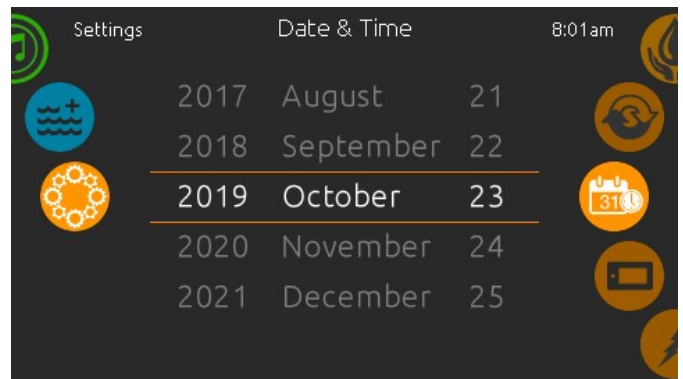 Settings Date & Time 8:01am
2017 August 21
2018 September 22
2019 October 23
31
2020 November 24
2021 December 25